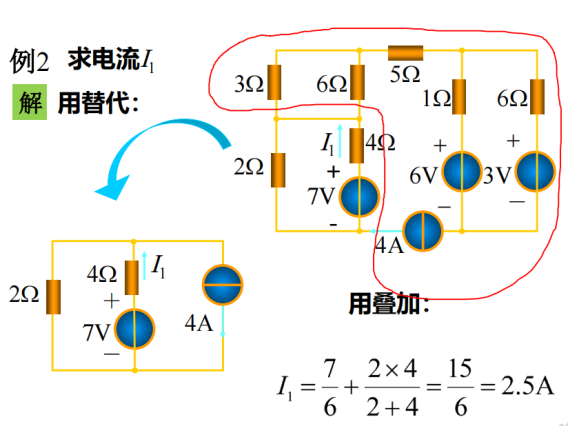 例2 求电流I₁
解 用替代：
3Ω
6Ω
5Ω
1Ω
6Ω
I₁
4Ω
2Ω
+
7V
-
+
6V
—
+
3V
—
4A
2Ω
4Ω
I₁
+
7V
—
4A
用叠加：
I₁ = 7/6 + (2×4)/(2+4) = 15/6 = 2.5A